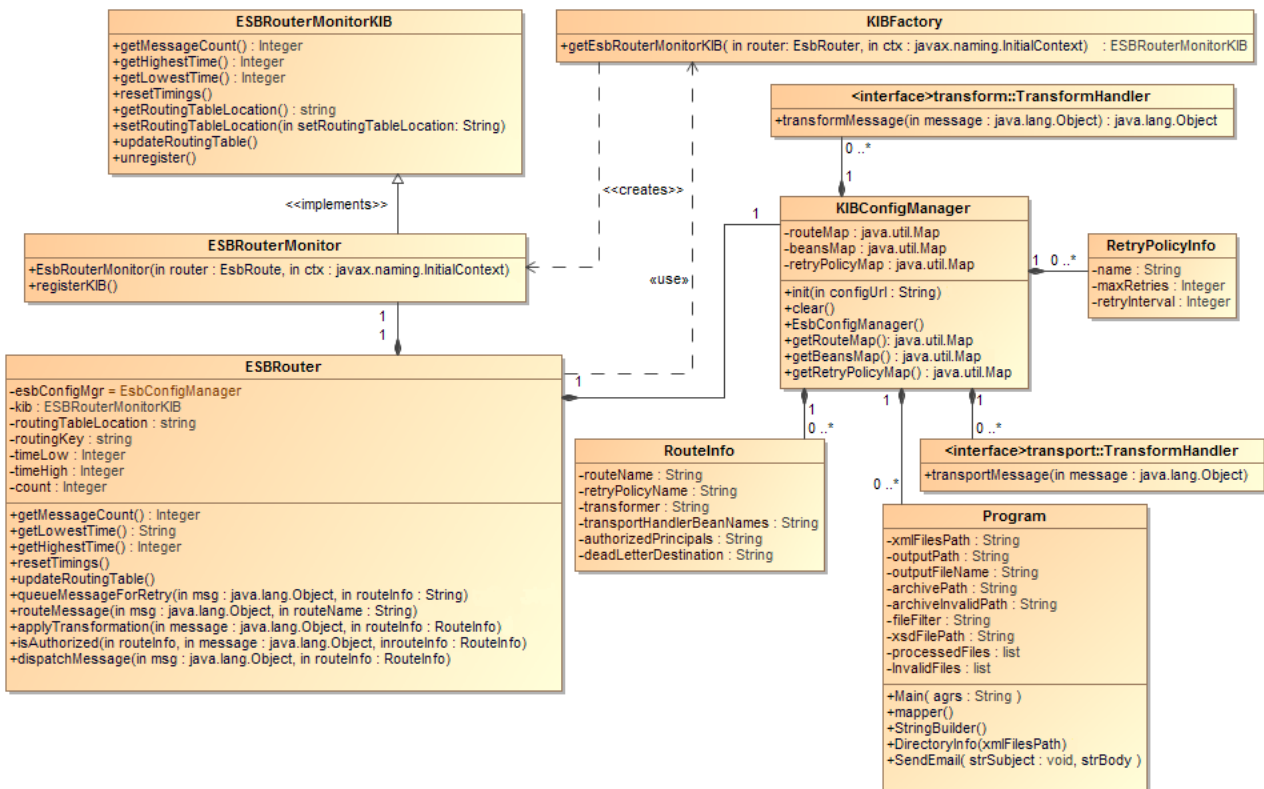 ESBRouterMonitorKIB
+getMessageCount() : Integer
+getHighestTime() : Integer
+getLowestTime() : Integer
+resetTimings()
+getRoutingTableLocation() : string
+setRoutingTableLocation(in setRoutingTableLocation: String)
+updateRoutingTable()
+unregister()
KIBFactory
+getEsbRouterMonitorKIB( in router: EsbRouter, in ctx : javax.naming.InitialContext) : ESBRouterMonitorKIB
<interface>transform::TransformHandler
+transformMessage(in message : java.lang.Object) : java.lang.Object
0 ..*
1
<<implements>>
<<creates>>
«use»
1
KIBConfigManager
-routeMap : java.util.Map
-beansMap : java.util.Map
-retryPolicyMap : java.util.Map
+init(in configUrl : String)
+clear()
+EsbConfigManager()
+getRouteMap(): java.util.Map
+getBeansMap() : java.util.Map
+getRetryPolicyMap() : java.util.Map
1 0 ..*
RetryPolicyInfo
-name : String
-maxRetries : Integer
-retryInterval : Integer
ESBRouterMonitor
+EsbRouterMonitor(in router : EsbRoute, in ctx : javax.naming.InitialContext)
+registerKIB()
1
1
ESBRouter
-esbConfigMgr = EsbConfigManager
-kib : ESBRouterMonitorKIB
-routingTableLocation : string
-routingKey : string
-timeLow : Integer
-timeHigh : Integer
-count : Integer
+getMessageCount() : Integer
+getLowestTime() : String
+getHighestTime() : Integer
+resetTimings()
+updateRoutingTable()
+queueMessageForRetry(in msg : java.lang.Object, in routeInfo : String)
+routeMessage(in msg : java.lang.Object, in routeName : String)
+applyTransformation(in message : java.lang.Object, in routeInfo : RouteInfo)
+isAuthorized(in routeInfo, in message : java.lang.Object, inrouteInfo : RouteInfo)
+dispatchMessage(in msg : java.lang.Object, in routeInfo : RouteInfo)
1
1
0 ..*
RouteInfo
-routeName : String
-retryPolicyName : String
-transformer : String
-transportHandlerBeanNames : String
-authorizedPrincipals : String
-deadLetterDestination : String
1
0 ..*
1
0 ..*
<interface>transport::TransformHandler
+transportMessage(in message : java.lang.Object)
Program
-xmlFilesPath : String
-outputPath : String
-outputFileName : String
-archivePath : String
-archiveInvalidPath : String
-fileFilter : String
-xsdFilePath : String
-processedFiles : list
-InvalidFiles : list
+Main( agrs : String )
+mapper()
+StringBuilder()
+DirectoryInfo(xmlFilesPath)
+SendEmail( strSubject : void, strBody )